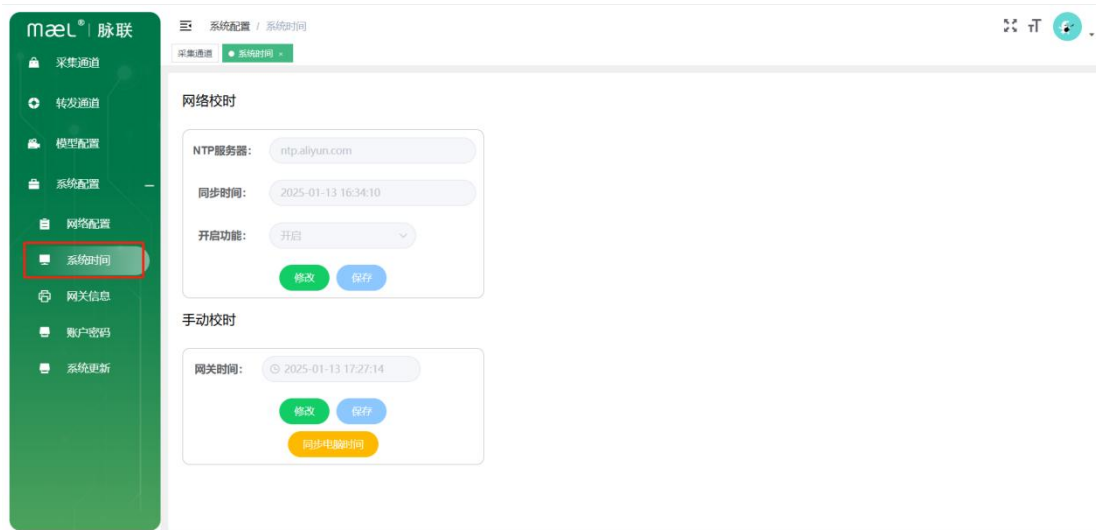 mæl®脉联
采集通道
转发通道
模型配置
系统配置
网络配置
系统时间
网关信息
账户密码
系统更新
系统配置 / 系统时间
采集通道
系统时间 ×
网络校时
NTP服务器: ntp.aliyun.com
同步时间: 2025-01-13 16:34:10
开启功能: 开启
修改 保存
手动校时
网关时间: 2025-01-13 17:27:14
修改 保存
同步电脑时间